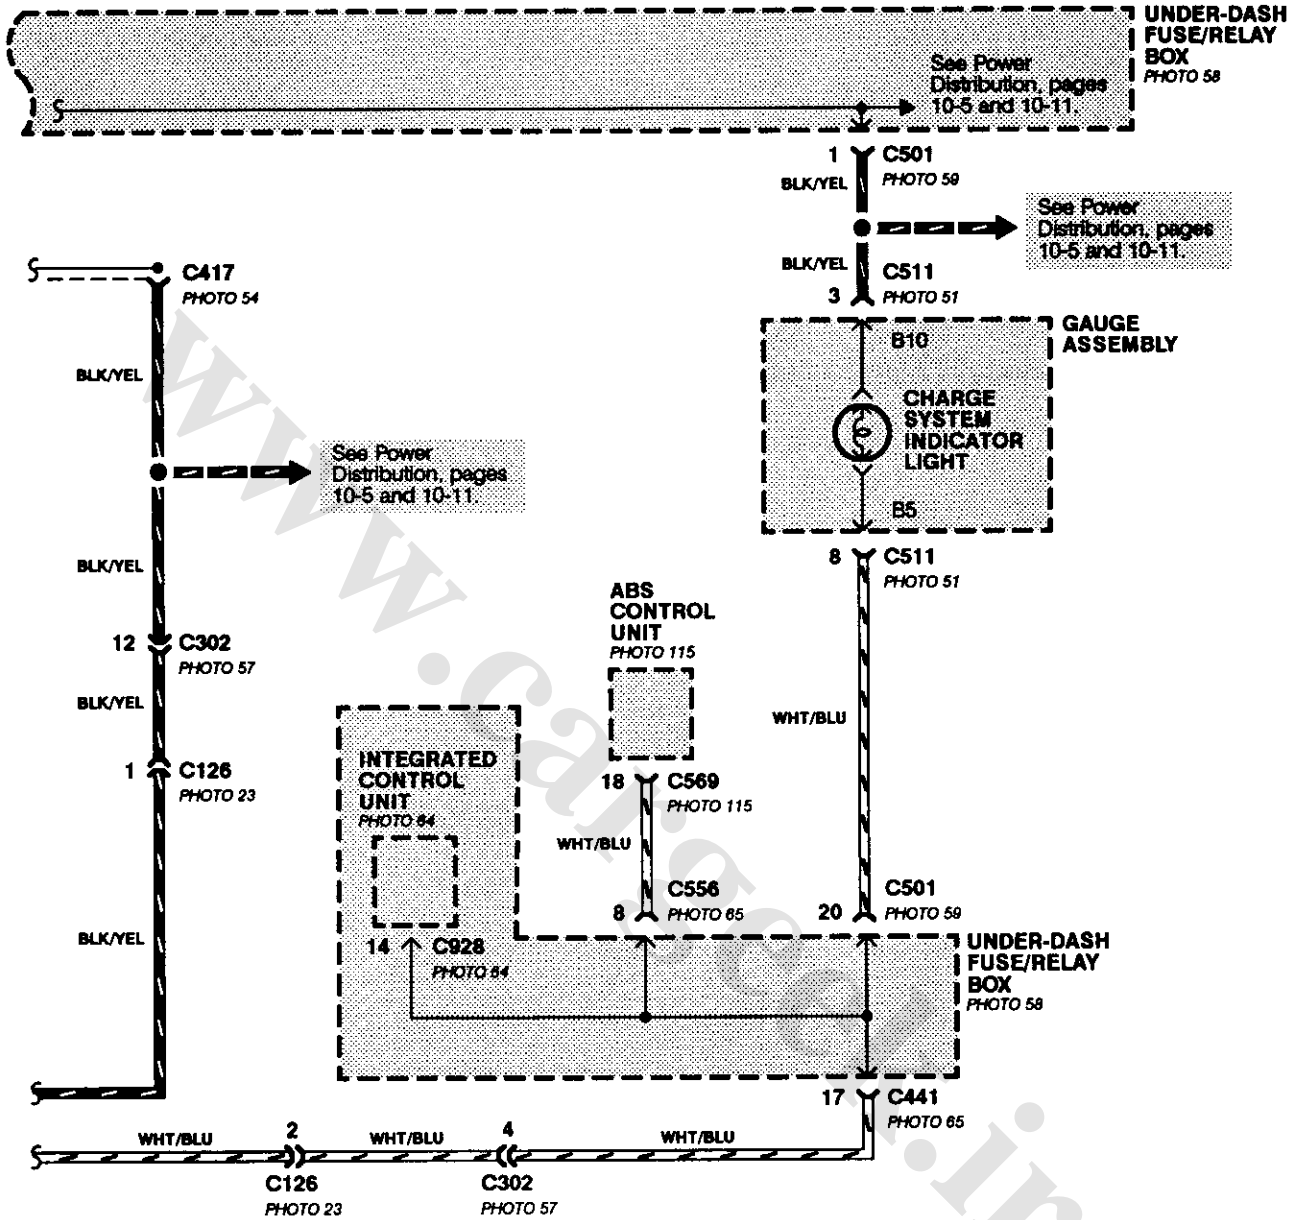 UNDER-DASH
FUSE/RELAY
BOX
PHOTO 58
See Power
Distribution, pages
10-5 and 10-11.
1 C501
BLK/YEL PHOTO 59
See Power
Distribution, pages
10-5 and 10-11.
BLK/YEL C511
3 PHOTO 51
C417
PHOTO 54
GAUGE
ASSEMBLY
B10
BLK/YEL
CHARGE
SYSTEM
INDICATOR
LIGHT
See Power
Distribution, pages
10-5 and 10-11.
B5
BLK/YEL
8 C511
PHOTO 51
ABS
CONTROL
UNIT
PHOTO 115
12 C302
PHOTO 57
BLK/YEL
WHT/BLU
1 C126
PHOTO 23
INTEGRATED
CONTROL
UNIT
PHOTO 64
18 C569
PHOTO 115
WHT/BLU
C556
8 PHOTO 65
C501
20 PHOTO 59
BLK/YEL
14 C928
PHOTO 64
UNDER-DASH
FUSE/RELAY
BOX
PHOTO 58
17 C441
PHOTO 65
WHT/BLU 2 WHT/BLU 4 WHT/BLU
C126
PHOTO 23
C302
PHOTO 57
www.cargeek.ir